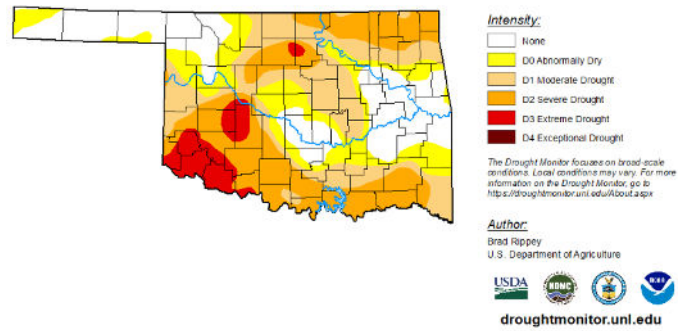 Intensity:
None
D0 Abnormally Dry
D1 Moderate Drought
D2 Severe Drought
D3 Extreme Drought
D4 Exceptional Drought
The Drought Monitor focuses on broad-scale
conditions. Local conditions may vary. For more
information on the Drought Monitor, go to
https://droughtmonitor.unl.edu/About.aspx
Author:
Brad Rippey
U.S. Department of Agriculture
USDA
NDMC
droughtmonitor.unl.edu